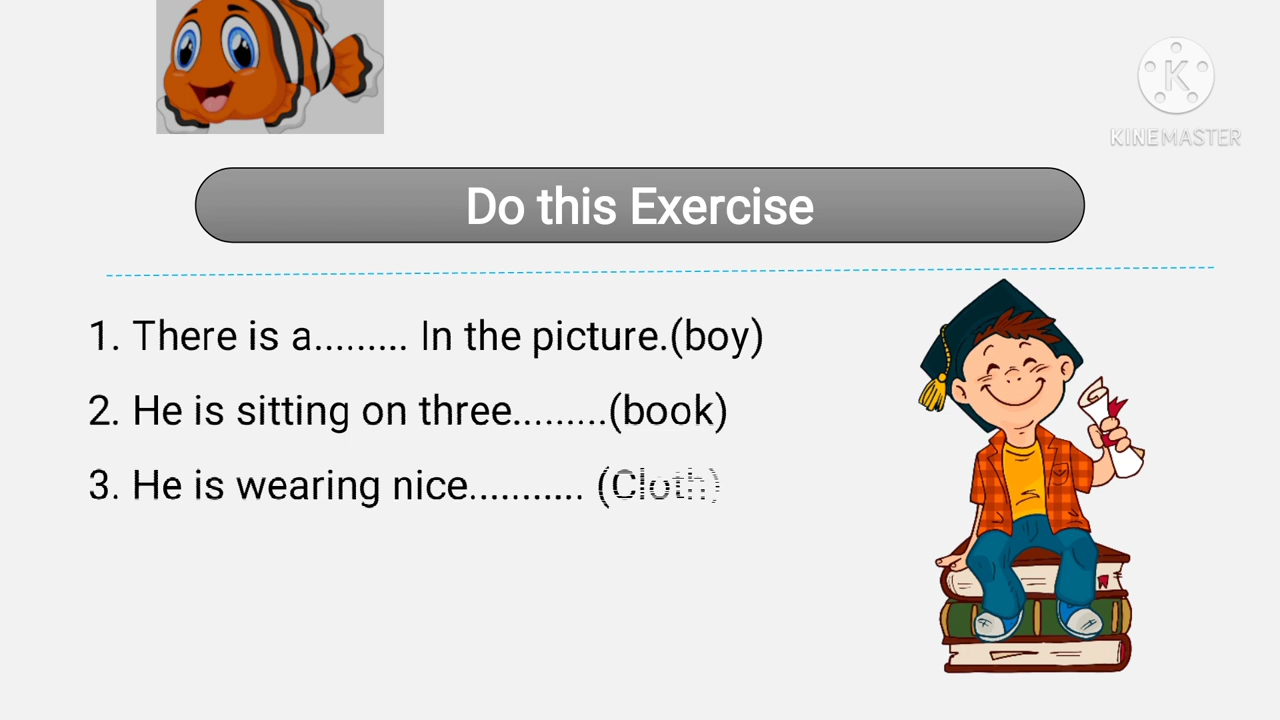 KINEMASTER
Do this Exercise
1. There is a......... In the picture.(boy)
2. He is sitting on three.........(book)
3. He is wearing nice........... (Cloth)